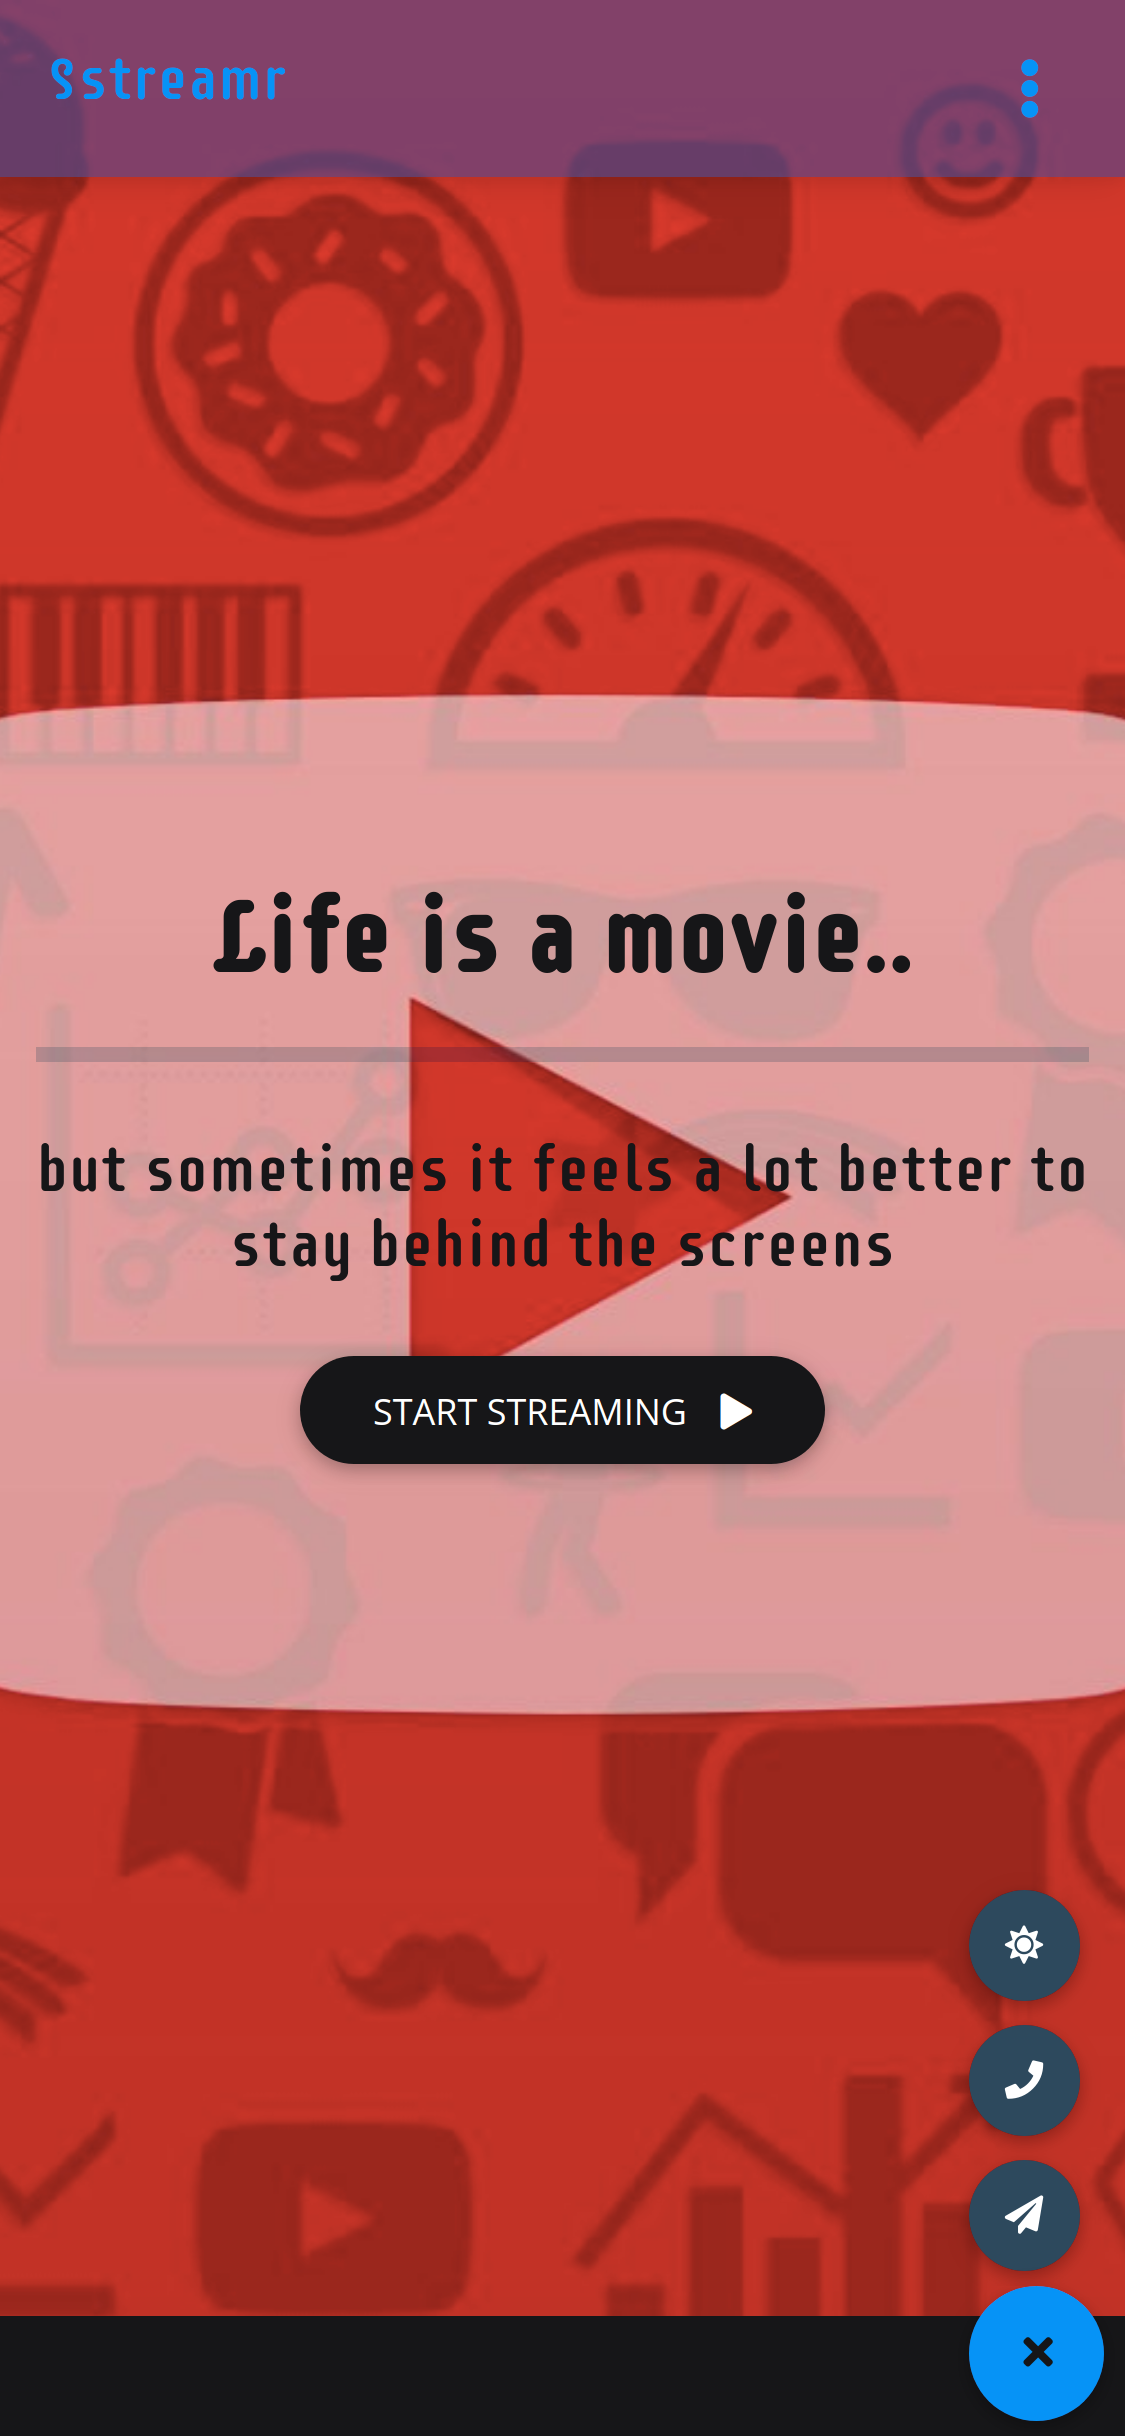 Sstreamr
Life is a movie..
but sometimes it feels a lot better to
stay behind the screens
START STREAMING